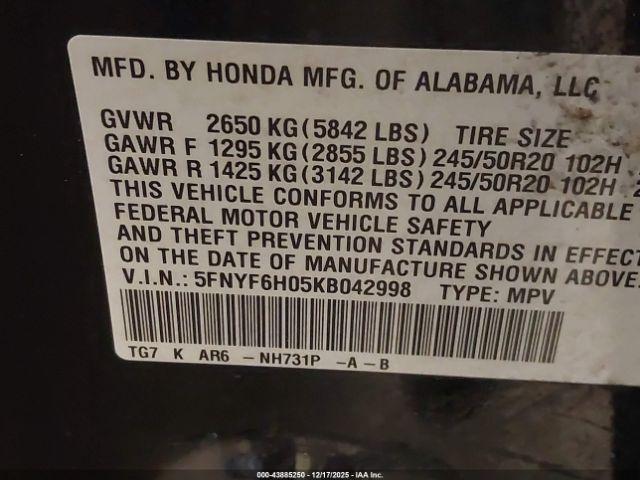 MFD. BY HONDA MFG. OF ALABAMA, LLC
GVWR 2650 KG (5842 LBS) TIRE SIZE
GAWR F 1295 KG (2855 LBS) 245/50R20 102H
GAWR R 1425 KG (3142 LBS) 245/50R20 102H
THIS VEHICLE CONFORMS TO ALL APPLICABLE
FEDERAL MOTOR VEHICLE SAFETY
AND THEFT PREVENTION STANDARDS IN EFFECT
ON THE DATE OF MANUFACTURE SHOWN ABOVE.
V.I.N.: 5FNYF6H05KB042998 TYPE: MPV
TG7 K AR6 - NH731P - A - B
00-43885250 - 12/17/2025 - IAA Inc.